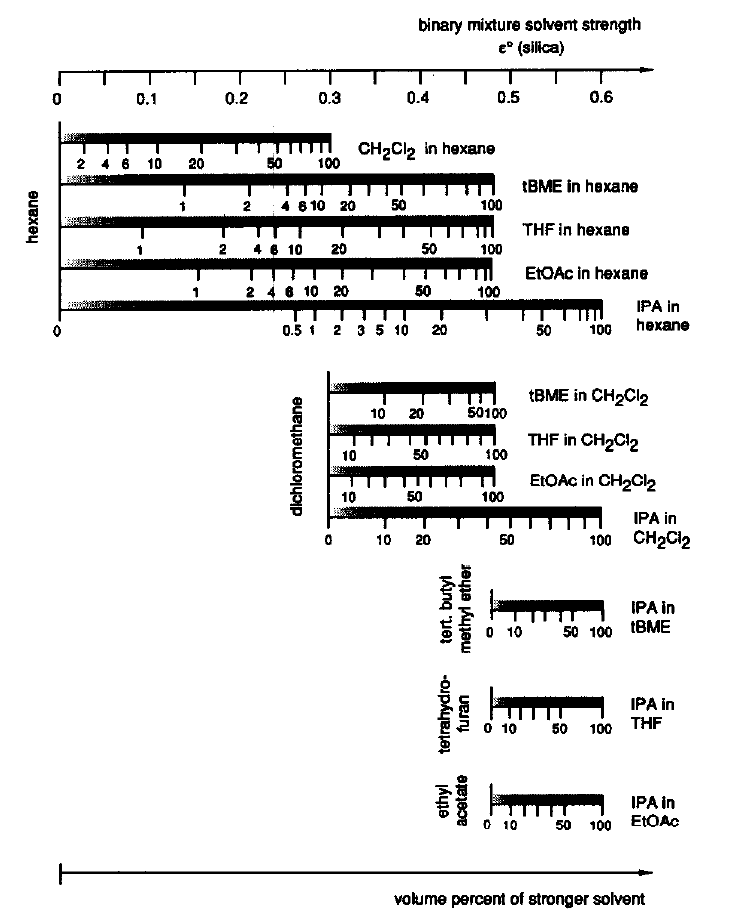 binary mixture solvent strength
ε° (silica)
0 0.1 0.2 0.3 0.4 0.5 0.6
hexane
2 4 6 10 20 50 100
CH2Cl2 in hexane
1 2 4 6 10 20 50 100
tBME in hexane
1 2 4 6 10 20 50 100
THF in hexane
1 2 4 6 10 20 50 100
EtOAc in hexane
0 0.5 1 2 3 5 10 20 50 100
IPA in
hexane
dichloromethane
10 20 50 100
tBME in CH2Cl2
10 50 100
THF in CH2Cl2
10 50 100
EtOAc in CH2Cl2
0 10 20 50 100
IPA in
CH2Cl2
tert. butyl
methyl ether
0 10 50 100
IPA in
tBME
tetrahydro-
furan
0 10 50 100
IPA in
THF
ethyl
acetate
0 10 50 100
IPA in
EtOAc
volume percent of stronger solvent